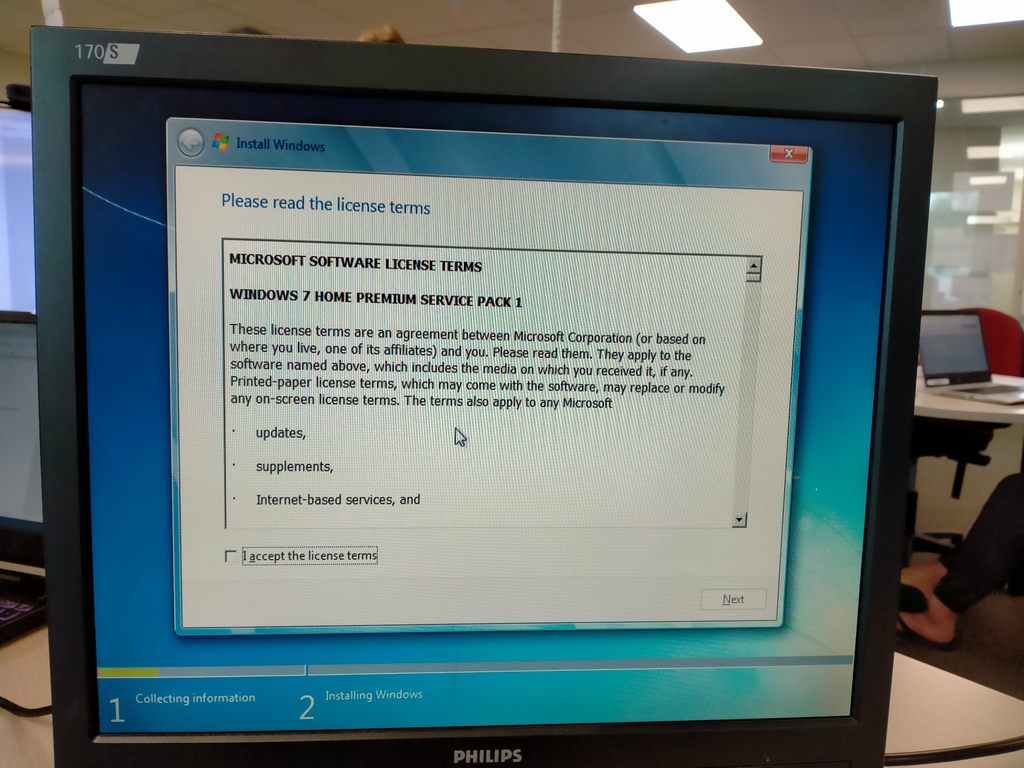 170S
Install Windows
Please read the license terms
MICROSOFT SOFTWARE LICENSE TERMS
WINDOWS 7 HOME PREMIUM SERVICE PACK 1
These license terms are an agreement between Microsoft Corporation (or based on
where you live, one of its affiliates) and you. Please read them. They apply to the
software named above, which includes the media on which you received it, if any.
Printed-paper license terms, which may come with the software, may replace or modify
any on-screen license terms. The terms also apply to any Microsoft
· updates,
· supplements,
· Internet-based services, and
I accept the license terms
Next
1 Collecting information
2 Installing Windows
PHILIPS